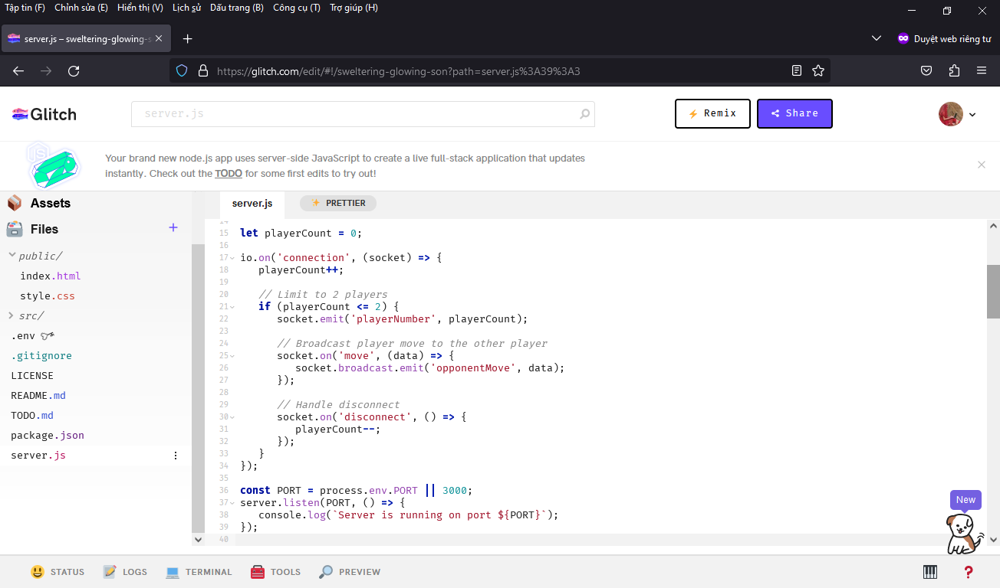 Tập tin (F) Chỉnh sửa (E) Hiển thị (V) Lịch sử Dấu trang (B) Công cụ (T) Trợ giúp (H)
server.js – sweltering-glowing-s
Duyệt web riêng tư
https://glitch.com/edit/#!/sweltering-glowing-son?path=server.js%3A39%3A3
Glitch
server.js
Remix
Share
JS
Your brand new node.js app uses server-side JavaScript to create a live full-stack application that updates
instantly. Check out the TODO for some first edits to try out!
Assets
Files
public/
index.html
style.css
src/
.env
.gitignore
LICENSE
README.md
TODO.md
package.json
server.js
server.js
PRETTIER
14
15 let playerCount = 0;
16
17 io.on('connection', (socket) => {
18 playerCount++;
19
20 // Limit to 2 players
21 if (playerCount <= 2) {
22 socket.emit('playerNumber', playerCount);
23
24 // Broadcast player move to the other player
25 socket.on('move', (data) => {
26 socket.broadcast.emit('opponentMove', data);
27 });
28
29 // Handle disconnect
30 socket.on('disconnect', () => {
31 playerCount--;
32 });
33 }
34 });
35
36 const PORT = process.env.PORT || 3000;
37 server.listen(PORT, () => {
38 console.log(`Server is running on port ${PORT}`);
39 });
40
New
STATUS
LOGS
TERMINAL
TOOLS
PREVIEW
?